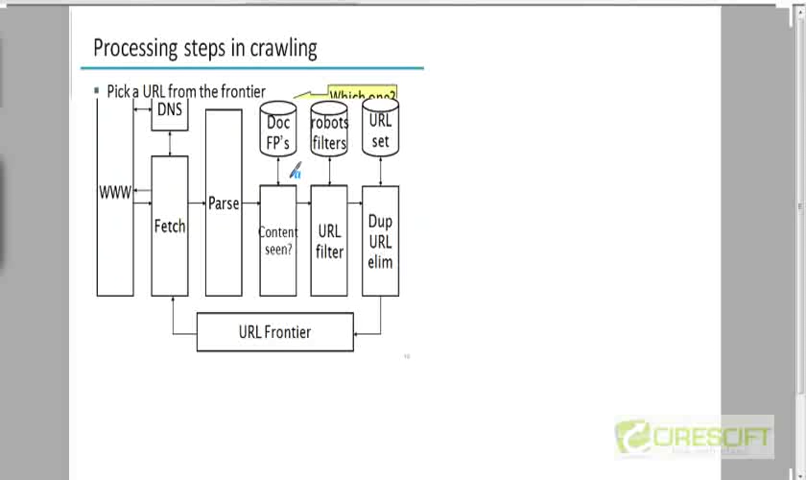 Processing steps in crawling
Pick a URL from the frontier
Which one?
DNS
WWW
Fetch
Parse
Doc
FP's
Content
seen?
robots
filters
URL
filter
URL
set
Dup
URL
elim
URL Frontier